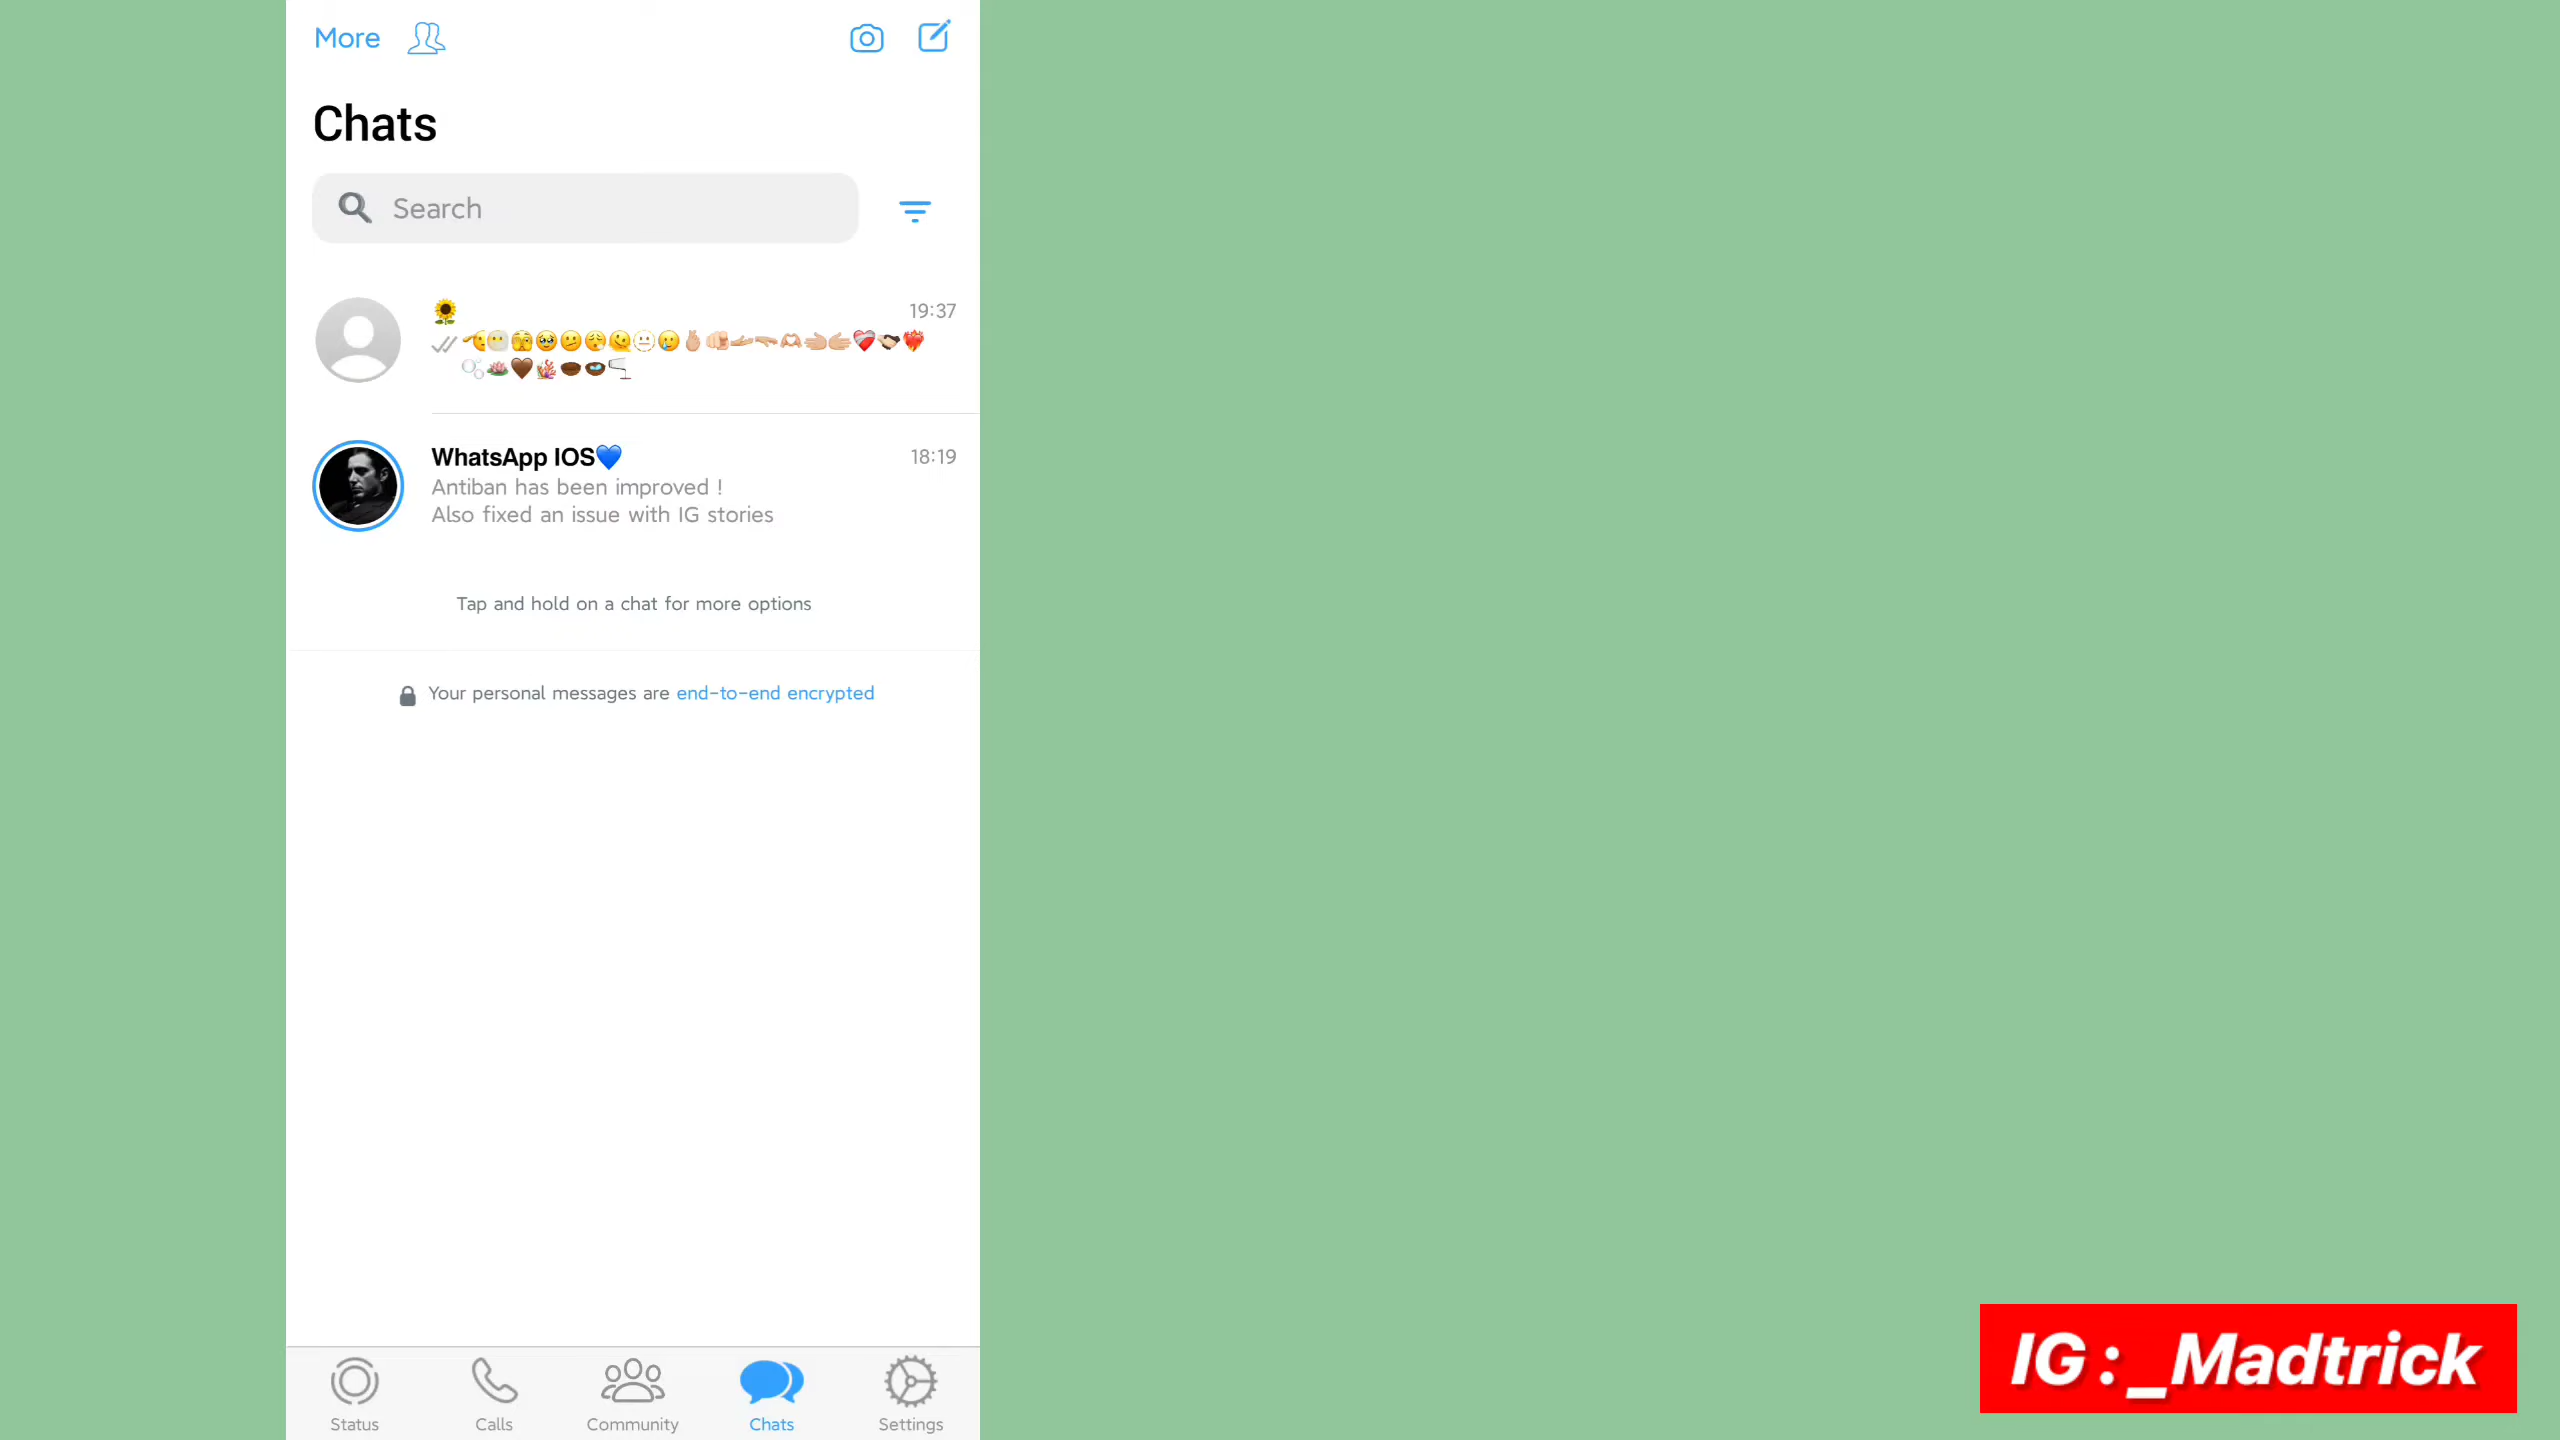 More
Chats
Search
🌻 19:37
WhatsApp IOS💙 18:19
Antiban has been improved !
Also fixed an issue with IG stories
Tap and hold on a chat for more options
Your personal messages are end-to-end encrypted
Status Calls Community Chats Settings
IG : _Madtrick